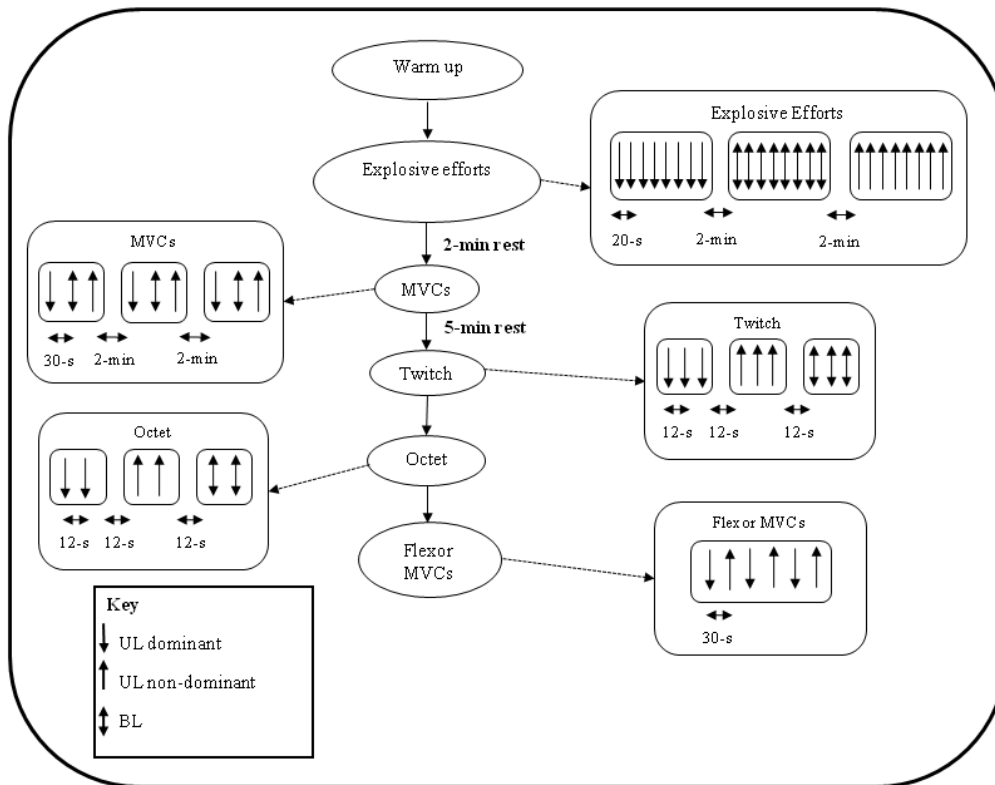 Warm up
Explosive efforts
2-min rest
MVCs
5-min rest
Twitch
Octet
Flexor
MVCs
Explosive Efforts
20-s
2-min
2-min
MVCs
30-s
2-min
2-min
Twitch
12-s
12-s
12-s
Octet
12-s
12-s
12-s
Flexor MVCs
30-s
Key
UL dominant
UL non-dominant
BL